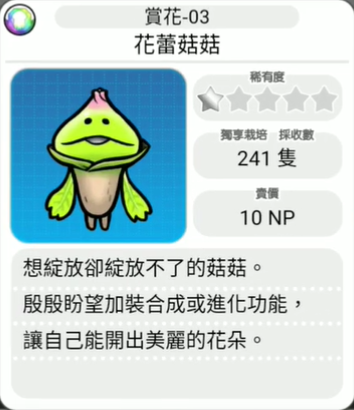 賞花-03
花蕾菇菇
稀有度
獨享栽培 採收數
241 隻
賣價
10 NP
想綻放卻綻放不了的菇菇。
殷殷盼望加裝合成或進化功能，
讓自己能開出美麗的花朵。